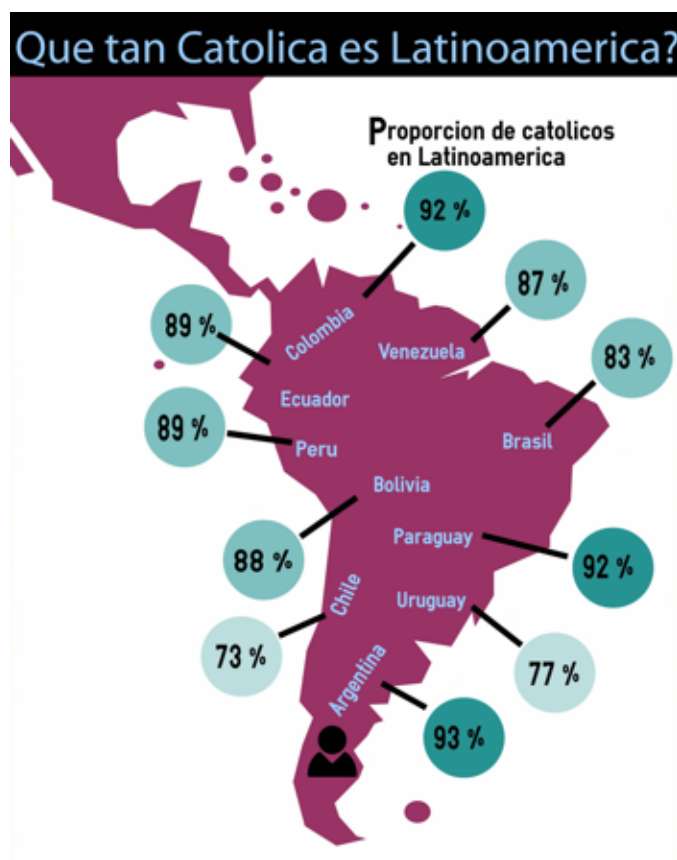 Que tan Catolica es Latinoamerica?
Proporcion de catolicos
en Latinoamerica
92 %
87 %
89 %
Colombia
Venezuela
83 %
Ecuador
89 %
Peru
Brasil
Bolivia
88 %
Paraguay
92 %
Chile
Uruguay
73 %
77 %
Argentina
93 %